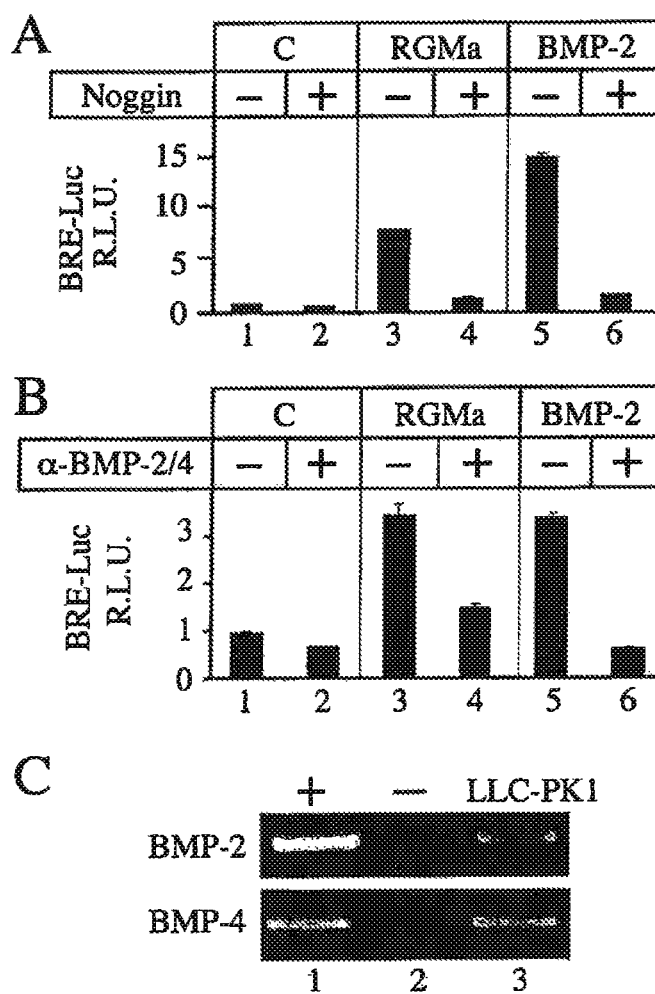 A
C RGMa BMP-2
Noggin − + − + − +
BRE-Luc
R.L.U.
15
10
5
0
1 2 3 4 5 6
B
C RGMa BMP-2
α-BMP-2/4 − + − + − +
BRE-Luc
R.L.U.
3
2
1
0
1 2 3 4 5 6
C
+ − LLC-PK1
BMP-2
BMP-4
1 2 3